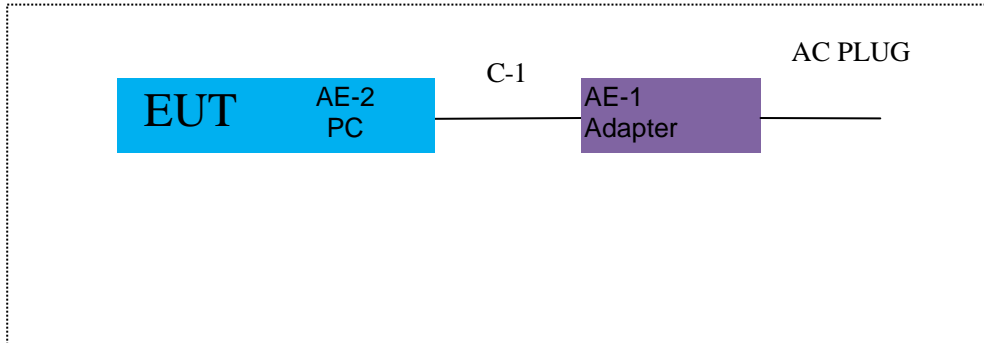 AC PLUG
C-1
EUT
AE-2
PC
AE-1
Adapter